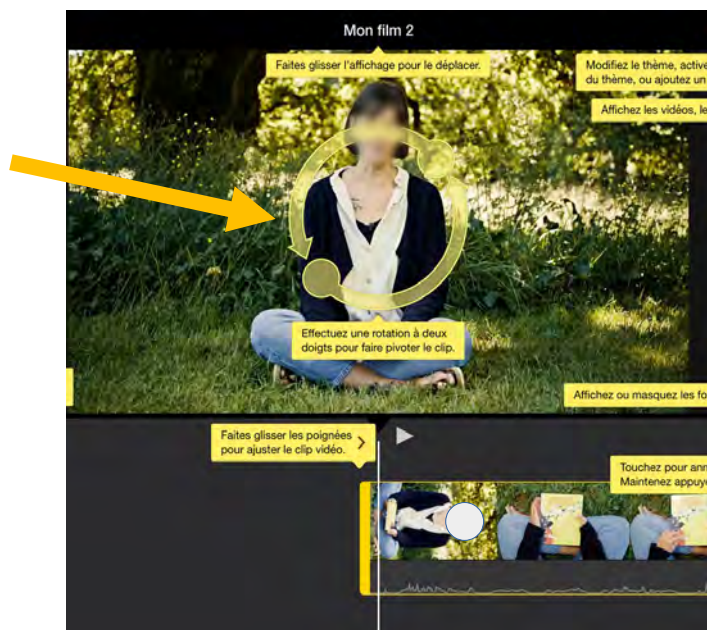 Mon film 2
Faites glisser l'affichage pour le déplacer.
Modifiez le thème, active
du thème, ou ajoutez un
Affichez les vidéos, le
Effectuez une rotation à deux
doigts pour faire pivoter le clip.
Affichez ou masquez les fo
Faites glisser les poignées
pour ajuster le clip vidéo.
Touchez pour ann
Maintenez appuyé